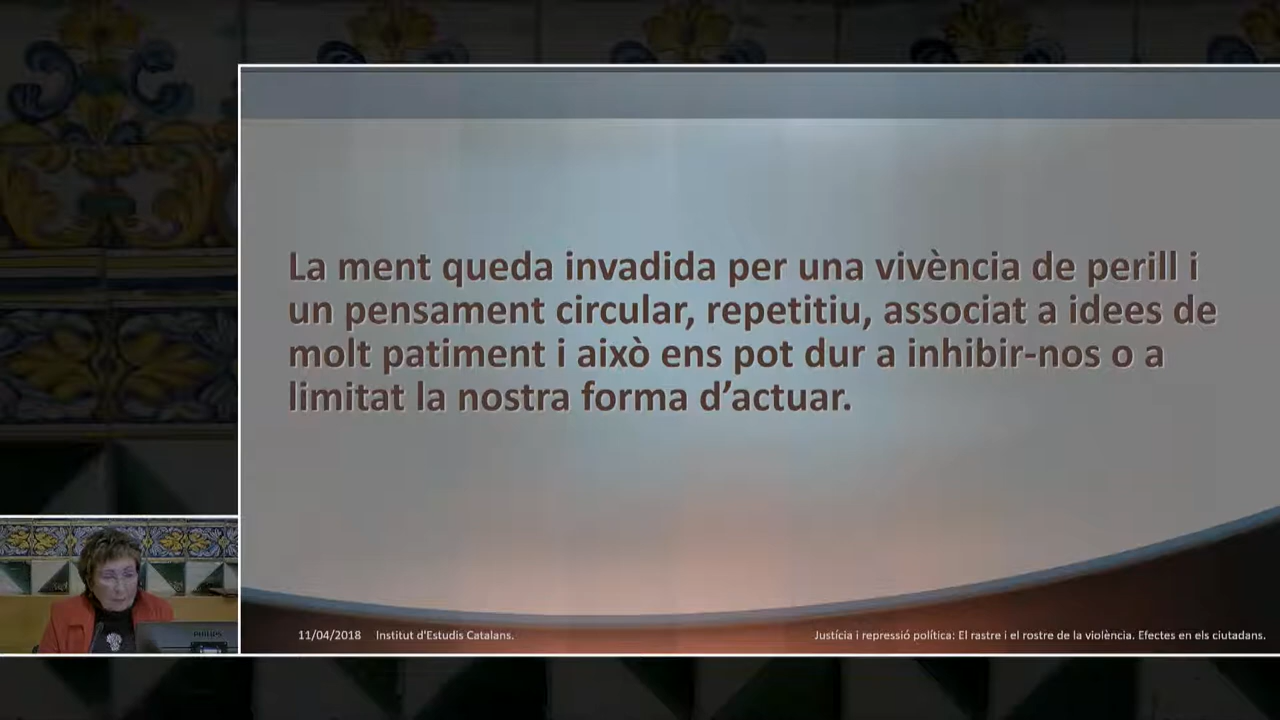 La ment queda invadida per una vivència de perill i
un pensament circular, repetitiu, associat a idees de
molt patiment i això ens pot dur a inhibir-nos o a
limitat la nostra forma d’actuar.
11/04/2018 Institut d'Estudis Catalans.
Justícia i repressió política: El rastre i el rostre de la violència. Efectes en els ciutadans.
PHILIPS